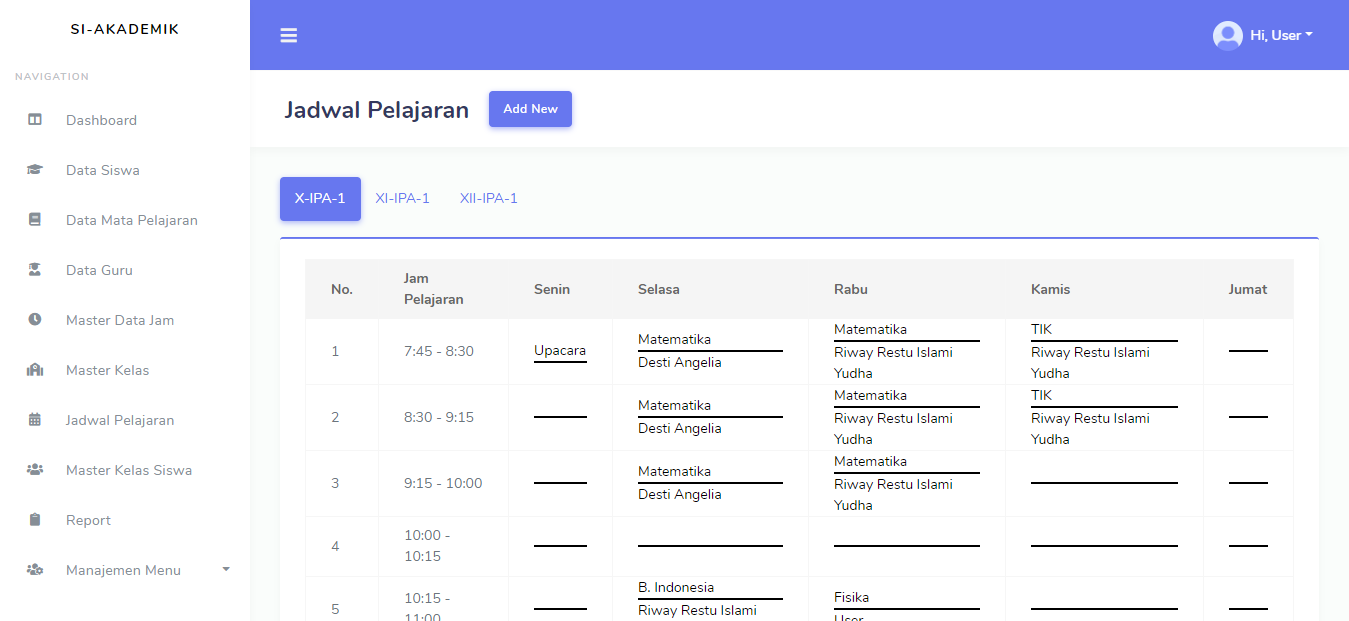 SI-AKADEMIK
Hi, User
NAVIGATION
Dashboard
Data Siswa
Data Mata Pelajaran
Data Guru
Master Data Jam
Master Kelas
Jadwal Pelajaran
Master Kelas Siswa
Report
Manajemen Menu
Jadwal Pelajaran Add New
X-IPA-1 XI-IPA-1 XII-IPA-1
No. Jam Pelajaran Senin Selasa Rabu Kamis Jumat
1 7:45 - 8:30 Upacara Matematika Matematika TIK
Desti Angelia Riway Restu Islami Riway Restu Islami
Yudha Yudha
2 8:30 - 9:15 Matematika Matematika TIK
Desti Angelia Riway Restu Islami Riway Restu Islami
Yudha Yudha
3 9:15 - 10:00 Matematika Matematika
Desti Angelia Riway Restu Islami
Yudha
4 10:00 -
10:15
5 10:15 - B. Indonesia Fisika
11:00 Riway Restu Islami User